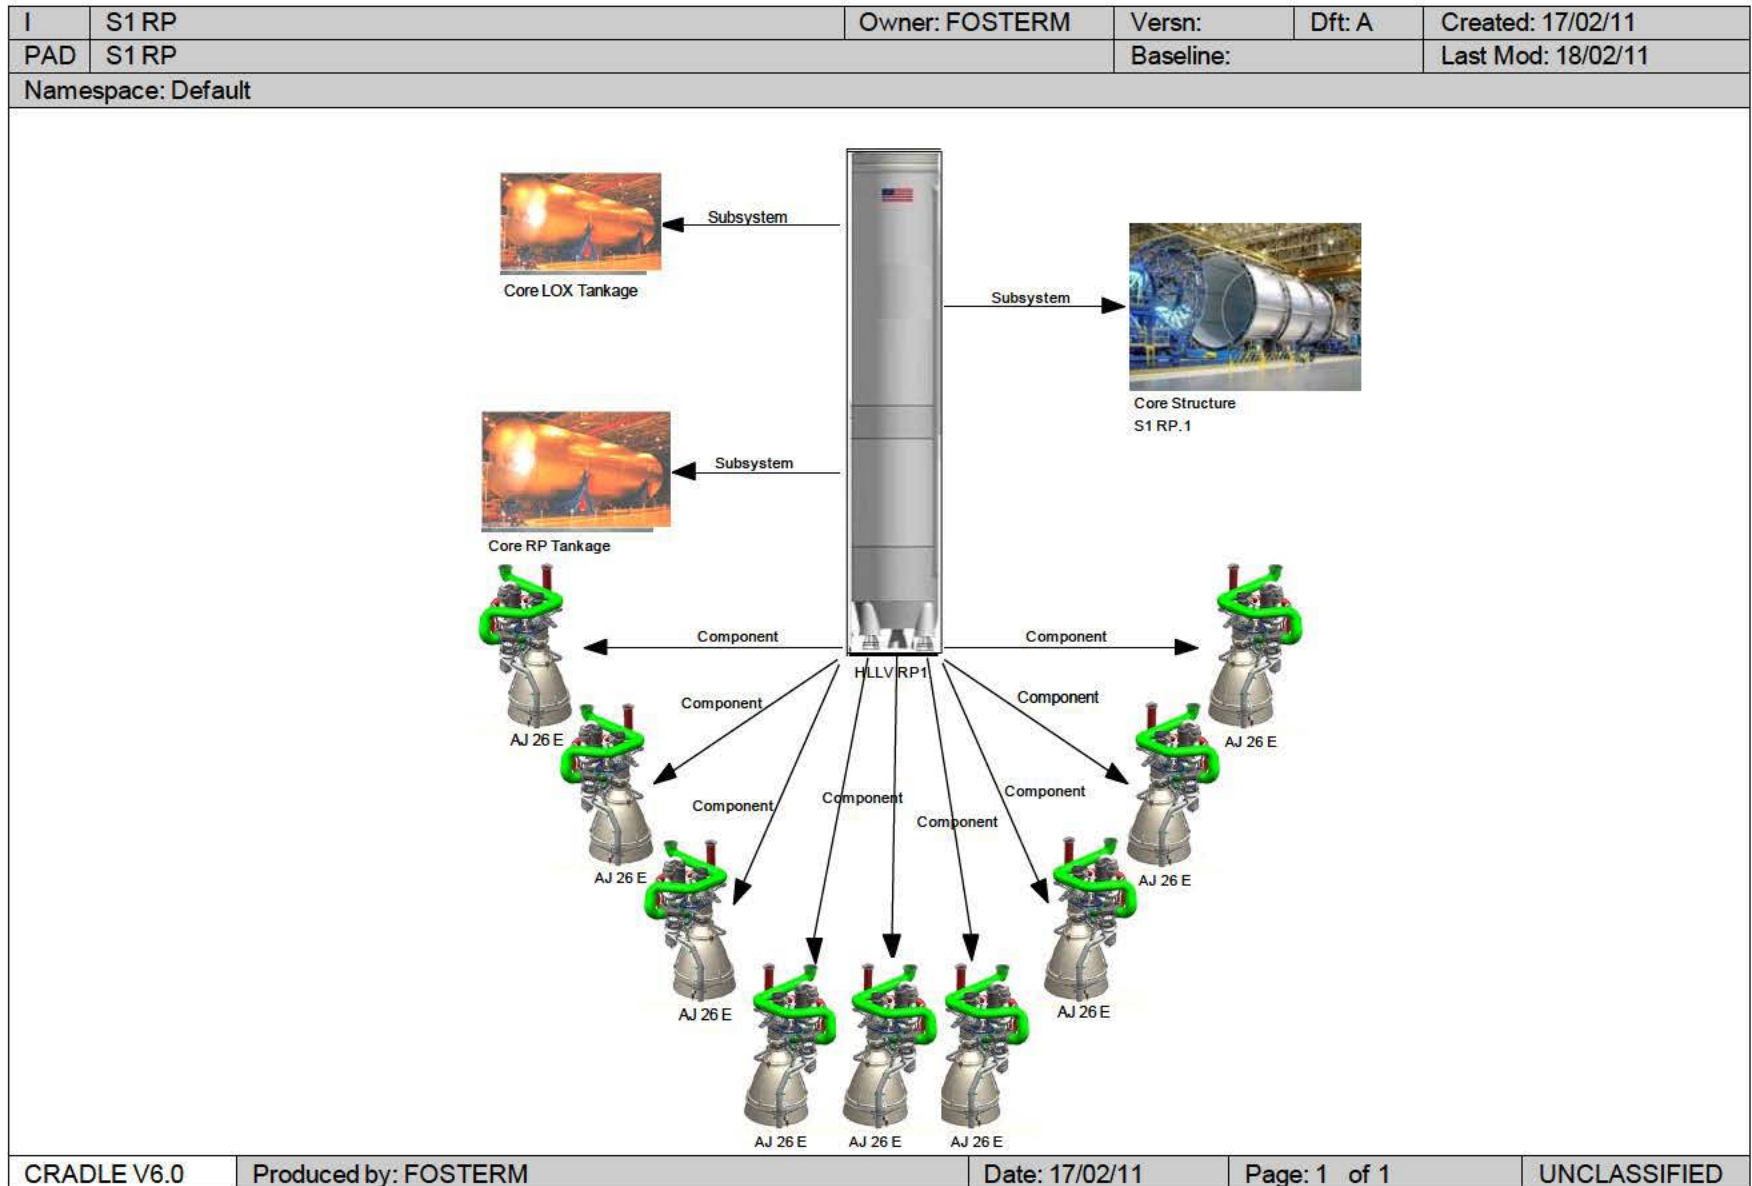 I S1 RP Owner: FOSTERM Versn: Dft: A Created: 17/02/11
PAD S1 RP Baseline: Last Mod: 18/02/11
Namespace: Default
Subsystem
Core LOX Tankage
Subsystem
Core Structure
S1 RP.1
Subsystem
Core RP Tankage
Component
Component
HLLV RP1
Component
Component
AJ 26 E
AJ 26 E
Component
Component
Component
Component
Component
AJ 26 E
AJ 26 E
AJ 26 E
AJ 26 E
AJ 26 E
AJ 26 E
AJ 26 E
CRADLE V6.0 Produced by: FOSTERM Date: 17/02/11 Page: 1 of 1 UNCLASSIFIED